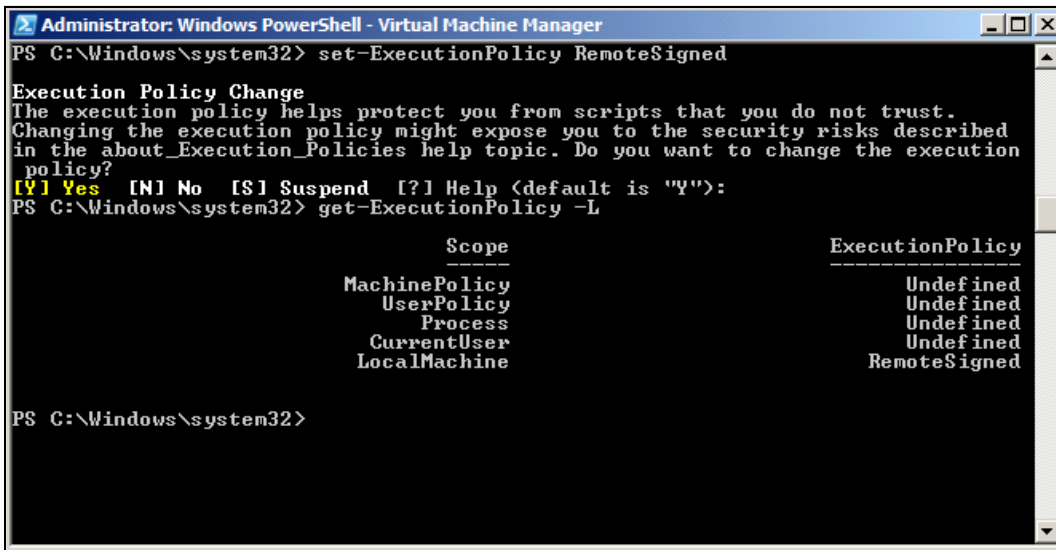 Administrator: Windows PowerShell - Virtual Machine Manager
PS C:\Windows\system32> set-ExecutionPolicy RemoteSigned
Execution Policy Change
The execution policy helps protect you from scripts that you do not trust.
Changing the execution policy might expose you to the security risks described
in the about_Execution_Policies help topic. Do you want to change the execution
policy?
[Y] Yes  [N] No  [S] Suspend  [?] Help (default is "Y"):
PS C:\Windows\system32> get-ExecutionPolicy -L
Scope ExecutionPolicy
----- ---------------
MachinePolicy Undefined
UserPolicy Undefined
Process Undefined
CurrentUser Undefined
LocalMachine RemoteSigned
PS C:\Windows\system32>